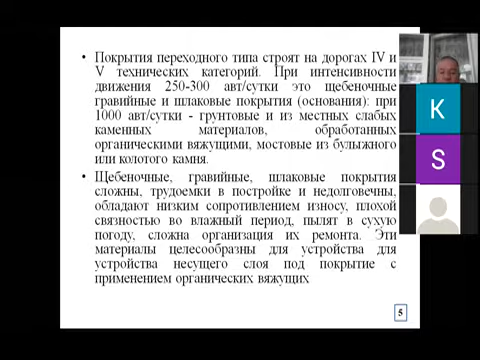 • Покрытия переходного типа строят на дорогах IV и
V технических категорий. При интенсивности
движения 250-300 авт/сутки это щебеночные
гравийные и шлаковые покрытия (основания): при
1000 авт/сутки - грунтовые и из местных слабых
каменных материалов, обработанных
органическими вяжущими, мостовые из булыжного
или колотого камня.
• Щебеночные, гравийные, шлаковые покрытия
сложны, трудоемки в постройке и недолговечны,
обладают низким сопротивлением износу, плохой
связностью во влажный период, пылят в сухую
погоду, сложна организация их ремонта. Эти
материалы целесообразны для устройства для
устройства несущего слоя под покрытие с
применением органических вяжущих
5
K
S